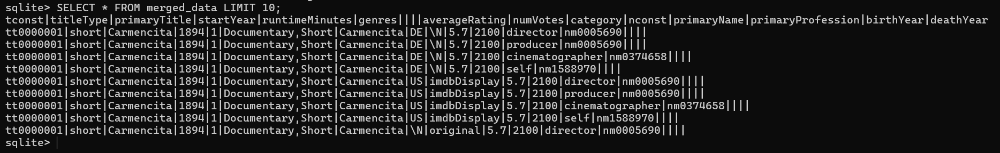 sqlite> SELECT * FROM merged_data LIMIT 10;
tconst|titleType|primaryTitle|startYear|runtimeMinutes|genres||||averageRating|numVotes|category|nconst|primaryName|primaryProfession|birthYear|deathYear
tt0000001|short|Carmencita|1894|1|Documentary,Short|Carmencita|DE|\N|5.7|2100|director|nm0005690||||
tt0000001|short|Carmencita|1894|1|Documentary,Short|Carmencita|DE|\N|5.7|2100|producer|nm0005690||||
tt0000001|short|Carmencita|1894|1|Documentary,Short|Carmencita|DE|\N|5.7|2100|cinematographer|nm0374658||||
tt0000001|short|Carmencita|1894|1|Documentary,Short|Carmencita|DE|\N|5.7|2100|self|nm1588970||||
tt0000001|short|Carmencita|1894|1|Documentary,Short|Carmencita|US|imdbDisplay|5.7|2100|director|nm0005690||||
tt0000001|short|Carmencita|1894|1|Documentary,Short|Carmencita|US|imdbDisplay|5.7|2100|producer|nm0005690||||
tt0000001|short|Carmencita|1894|1|Documentary,Short|Carmencita|US|imdbDisplay|5.7|2100|cinematographer|nm0374658||||
tt0000001|short|Carmencita|1894|1|Documentary,Short|Carmencita|US|imdbDisplay|5.7|2100|self|nm1588970||||
tt0000001|short|Carmencita|1894|1|Documentary,Short|Carmencita|\N|original|5.7|2100|director|nm0005690||||
sqlite>